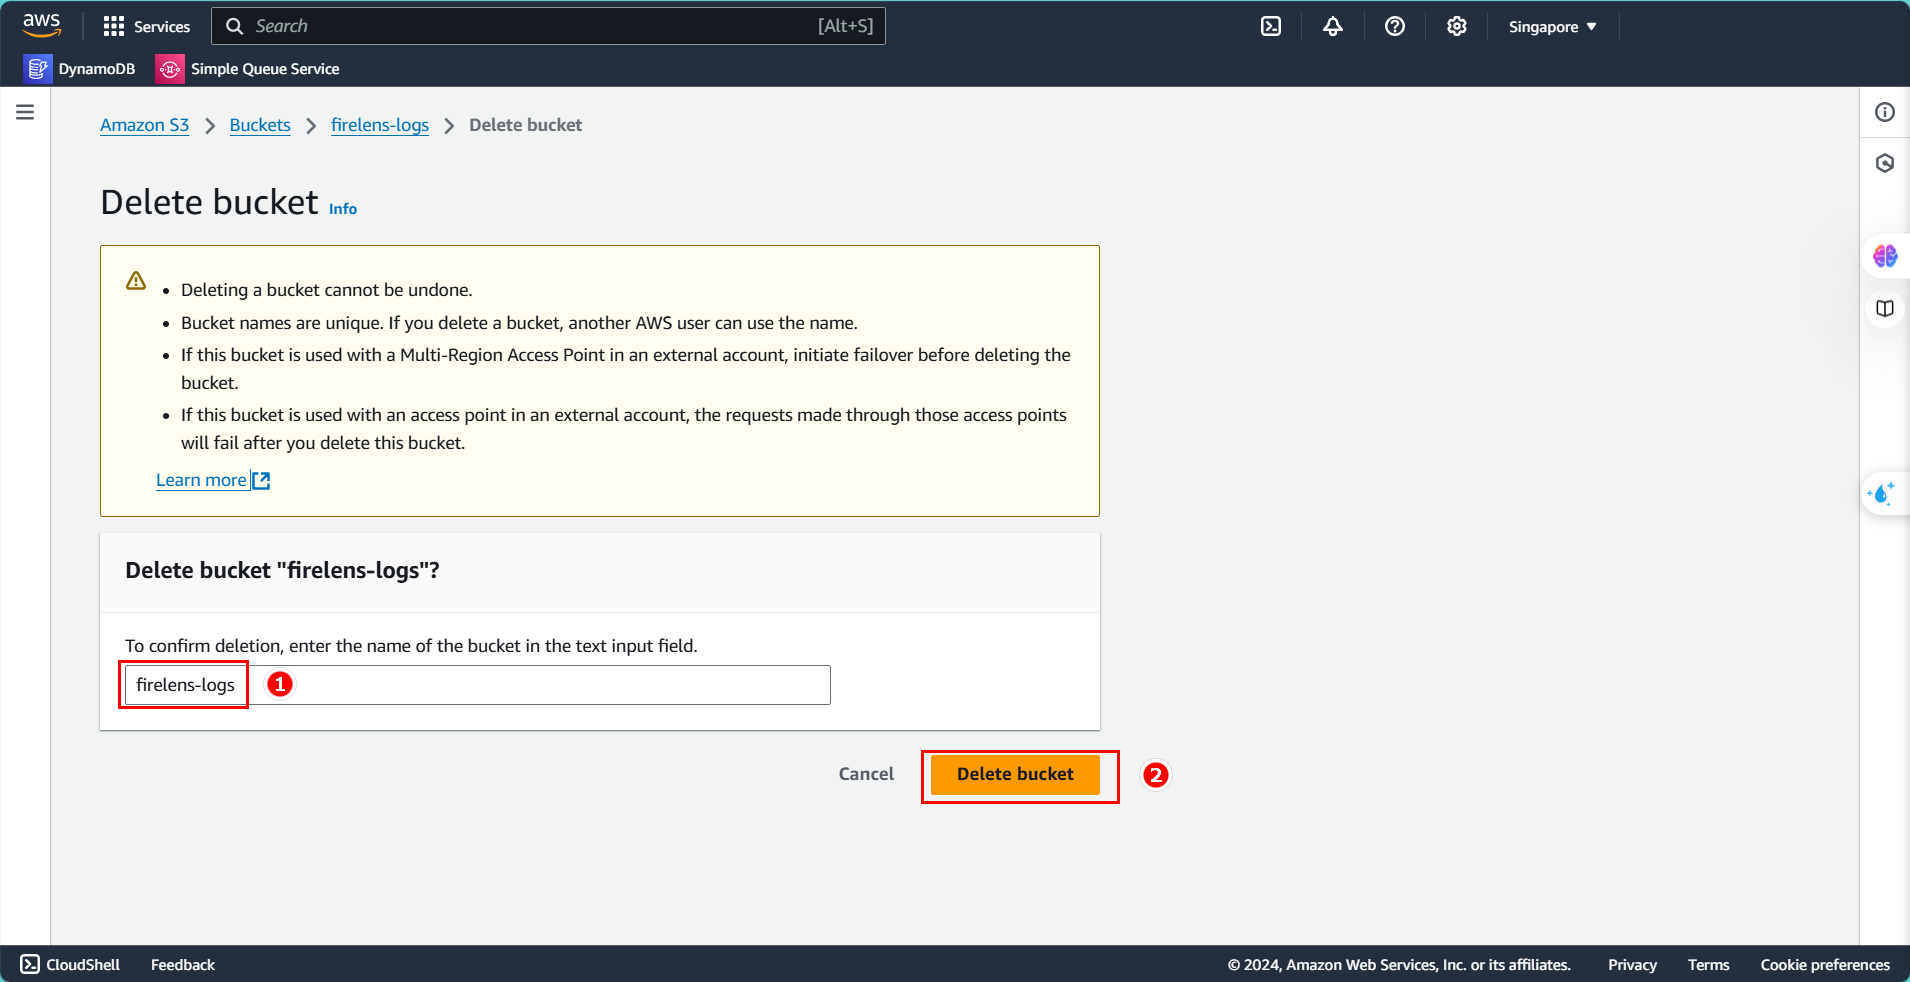 aws
Services
Search
[Alt+S]
Singapore
DynamoDB
Simple Queue Service
Amazon S3
Buckets
firelens-logs
Delete bucket
Delete bucket Info
Deleting a bucket cannot be undone.
Bucket names are unique. If you delete a bucket, another AWS user can use the name.
If this bucket is used with a Multi-Region Access Point in an external account, initiate failover before deleting the
bucket.
If this bucket is used with an access point in an external account, the requests made through those access points
will fail after you delete this bucket.
Learn more
Delete bucket "firelens-logs"?
To confirm deletion, enter the name of the bucket in the text input field.
firelens-logs
1
Cancel
Delete bucket
2
CloudShell
Feedback
© 2024, Amazon Web Services, Inc. or its affiliates.
Privacy
Terms
Cookie preferences